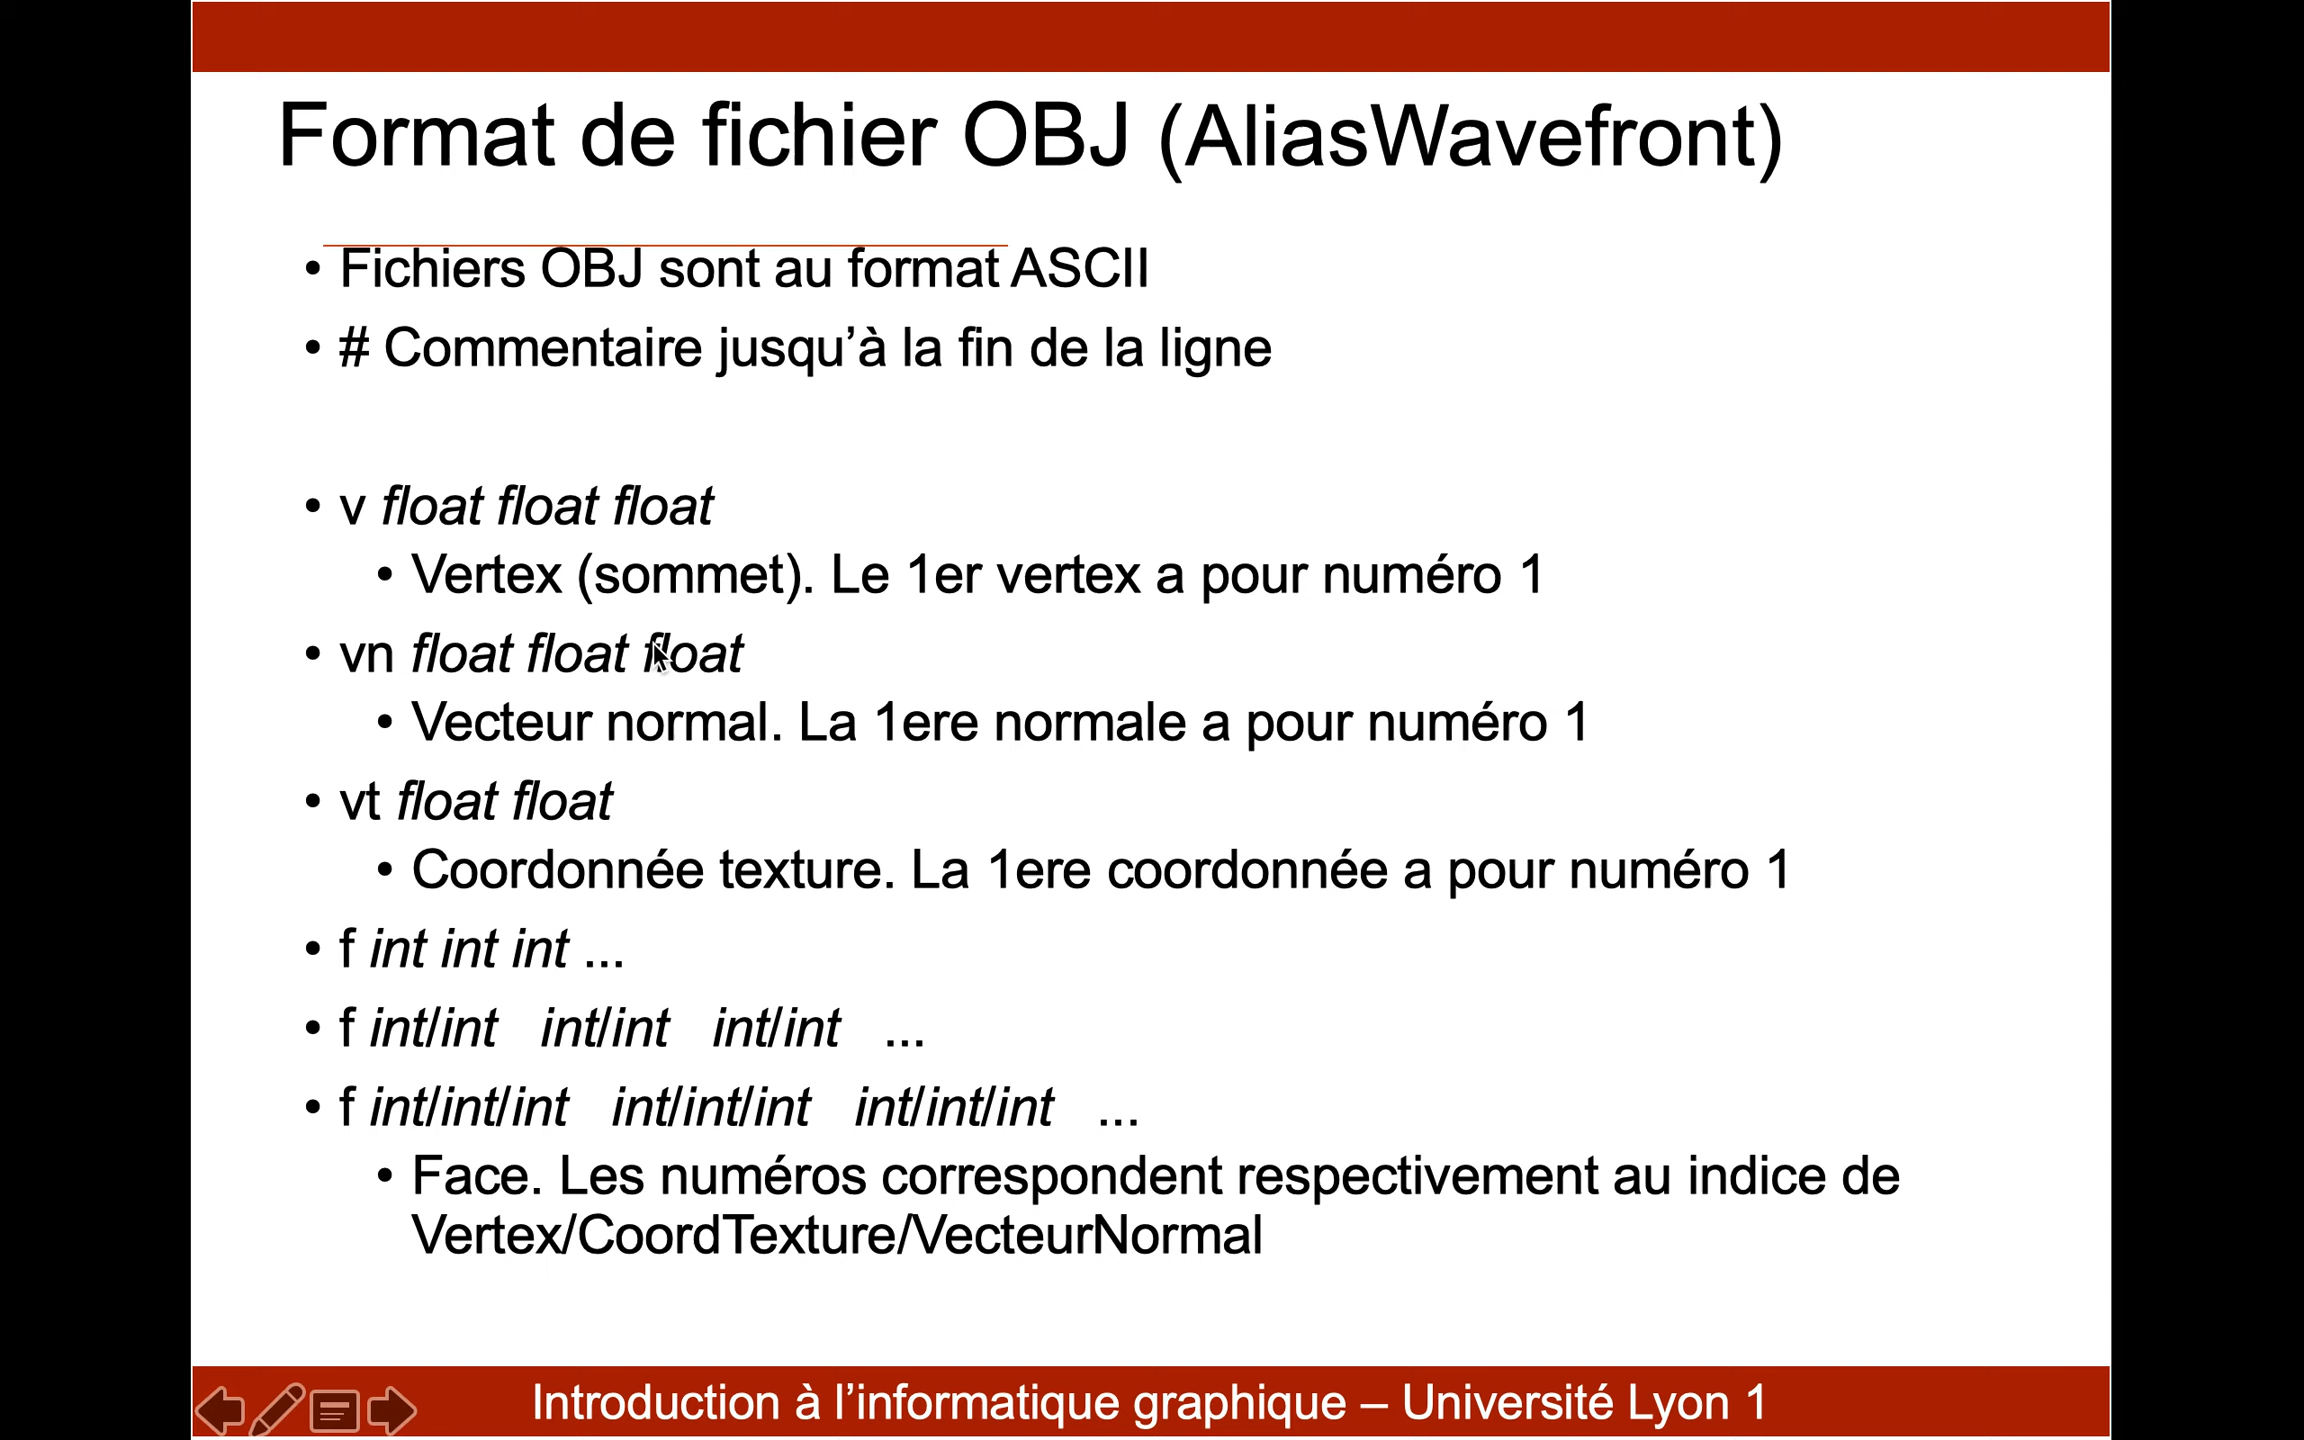 Format de fichier OBJ (AliasWavefront)
• Fichiers OBJ sont au format ASCII
• # Commentaire jusqu’à la fin de la ligne
• v float float float
• Vertex (sommet). Le 1er vertex a pour numéro 1
• vn float float float
• Vecteur normal. La 1ere normale a pour numéro 1
• vt float float
• Coordonnée texture. La 1ere coordonnée a pour numéro 1
• f int int int ...
• f int/int int/int int/int ...
• f int/int/int int/int/int int/int/int ...
• Face. Les numéros correspondent respectivement au indice de
Vertex/CoordTexture/VecteurNormal
Introduction à l’informatique graphique – Université Lyon 1